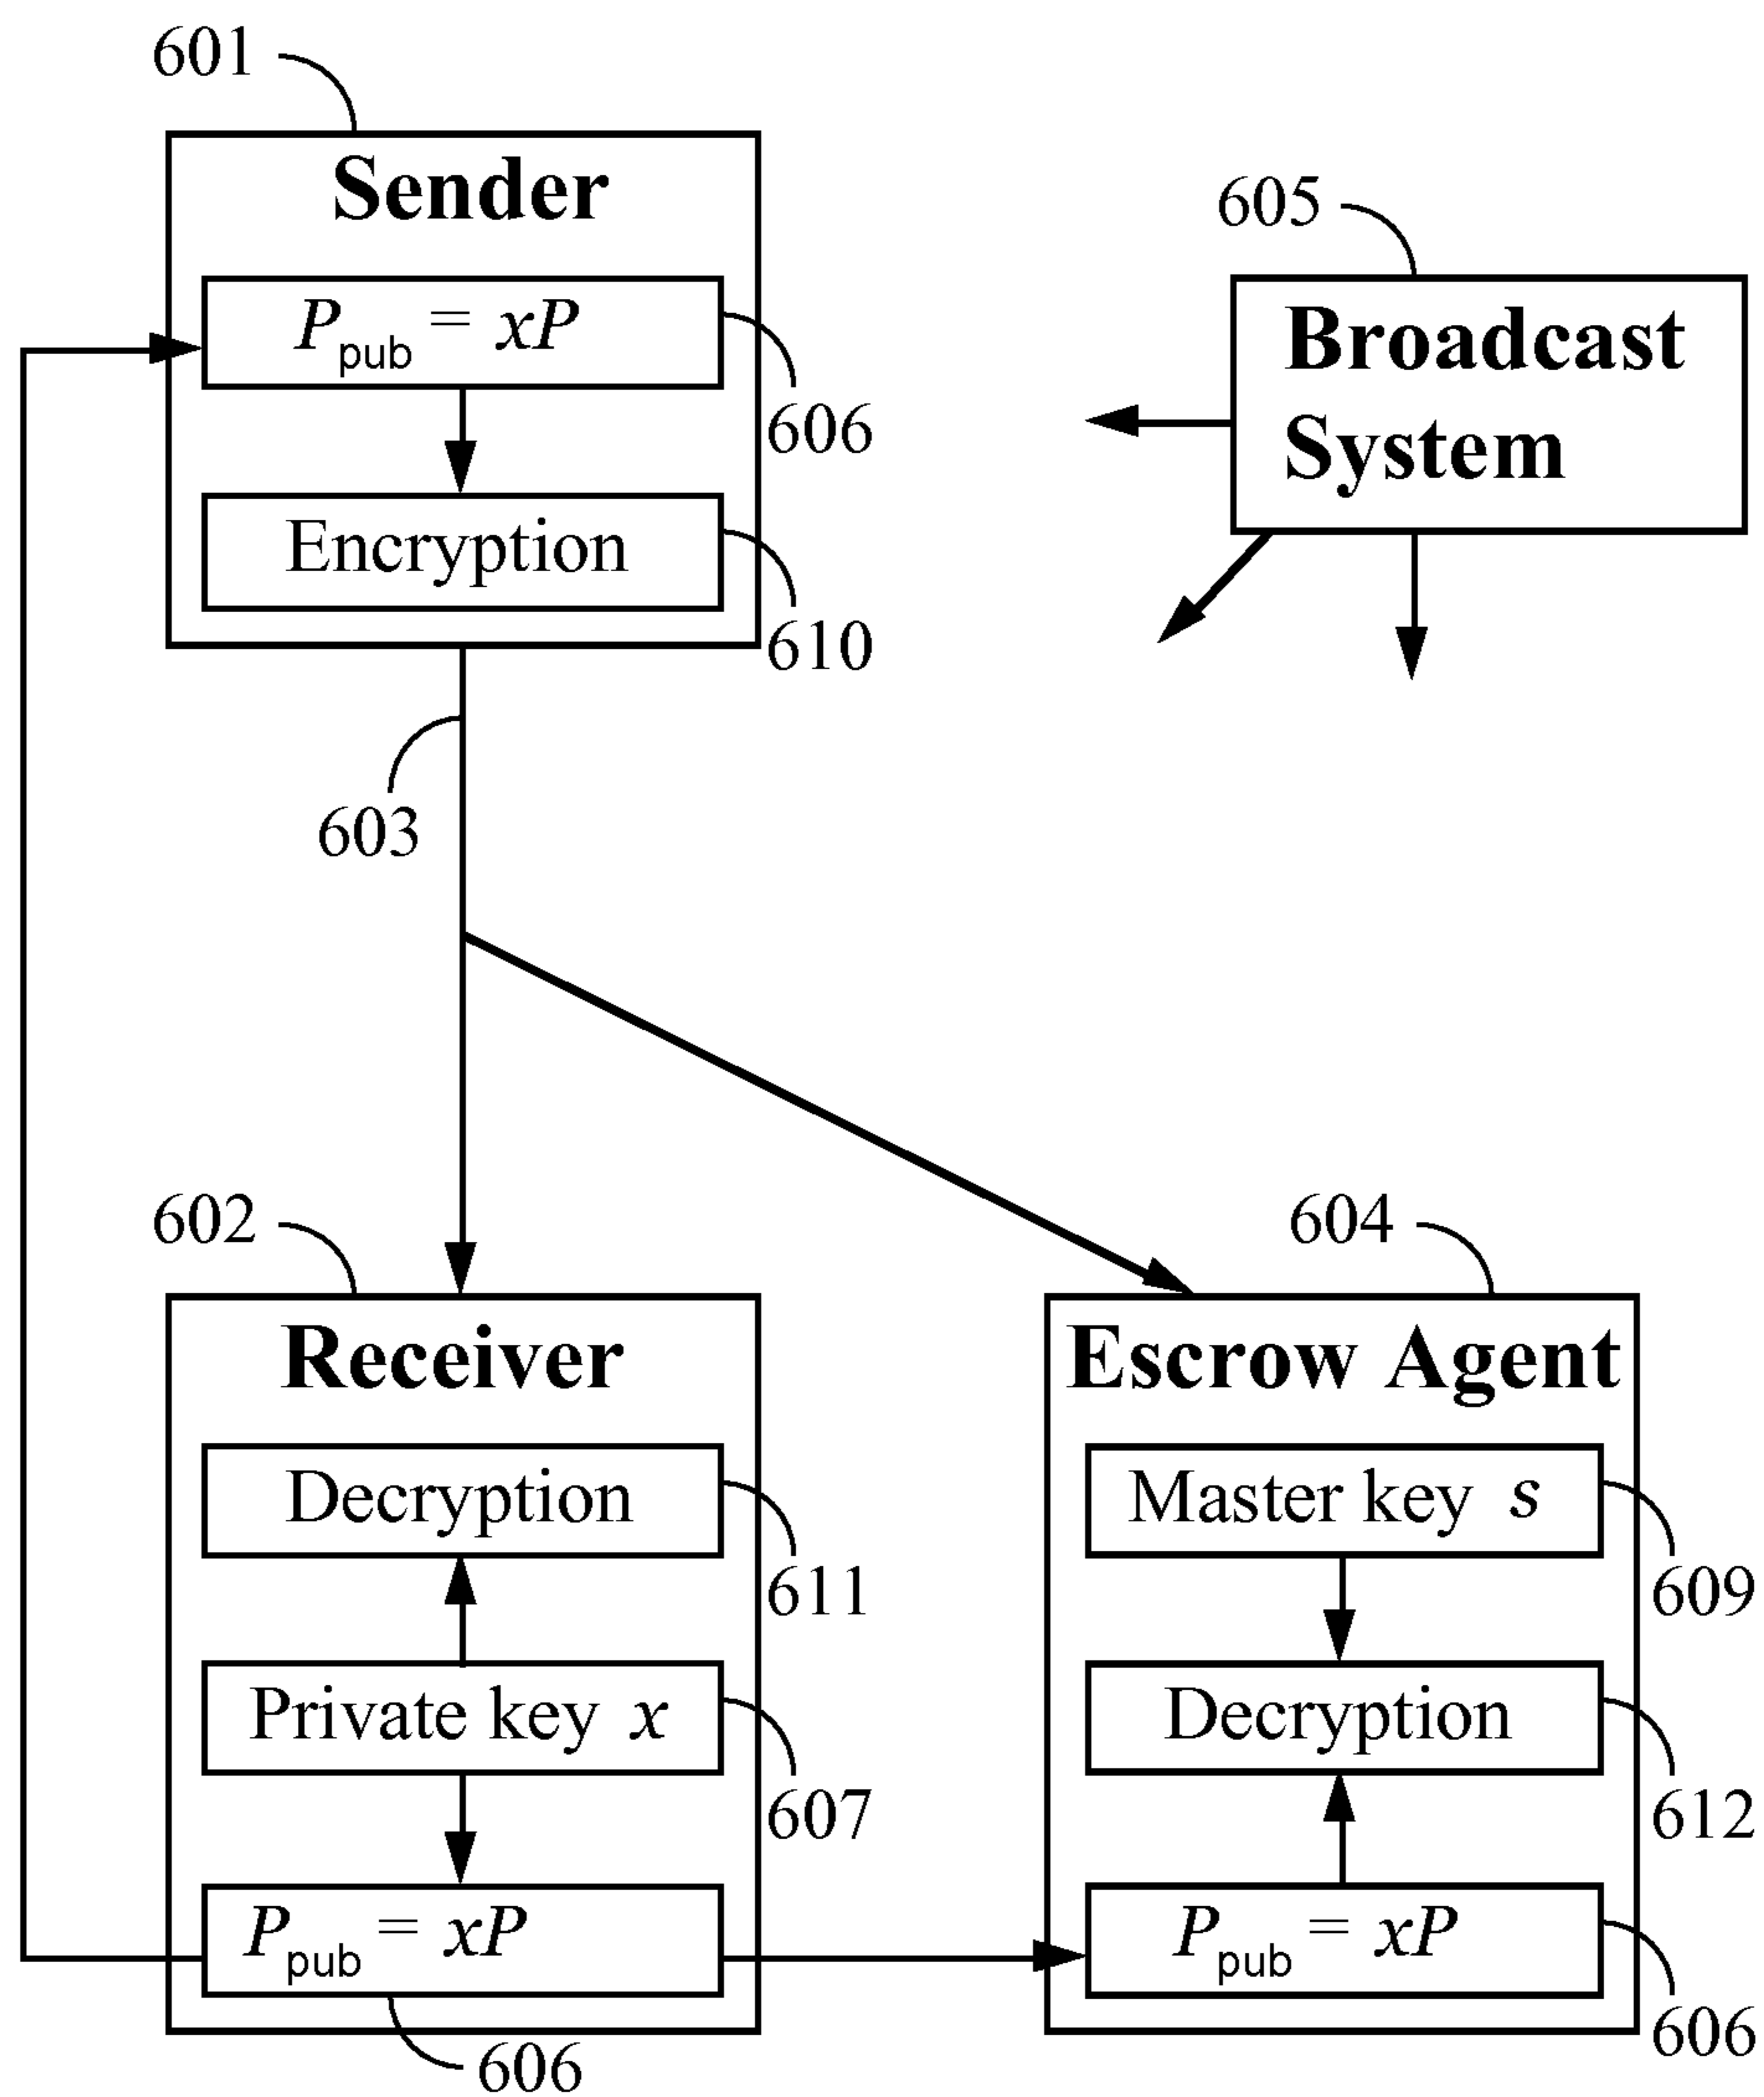 601
Sender
605
P_pub = xP
Broadcast
System
606
Encryption
610
603
602
604
Receiver
Escrow Agent
Decryption
Master key s
611
609
Private key x
Decryption
607
612
P_pub = xP
P_pub = xP
606
606